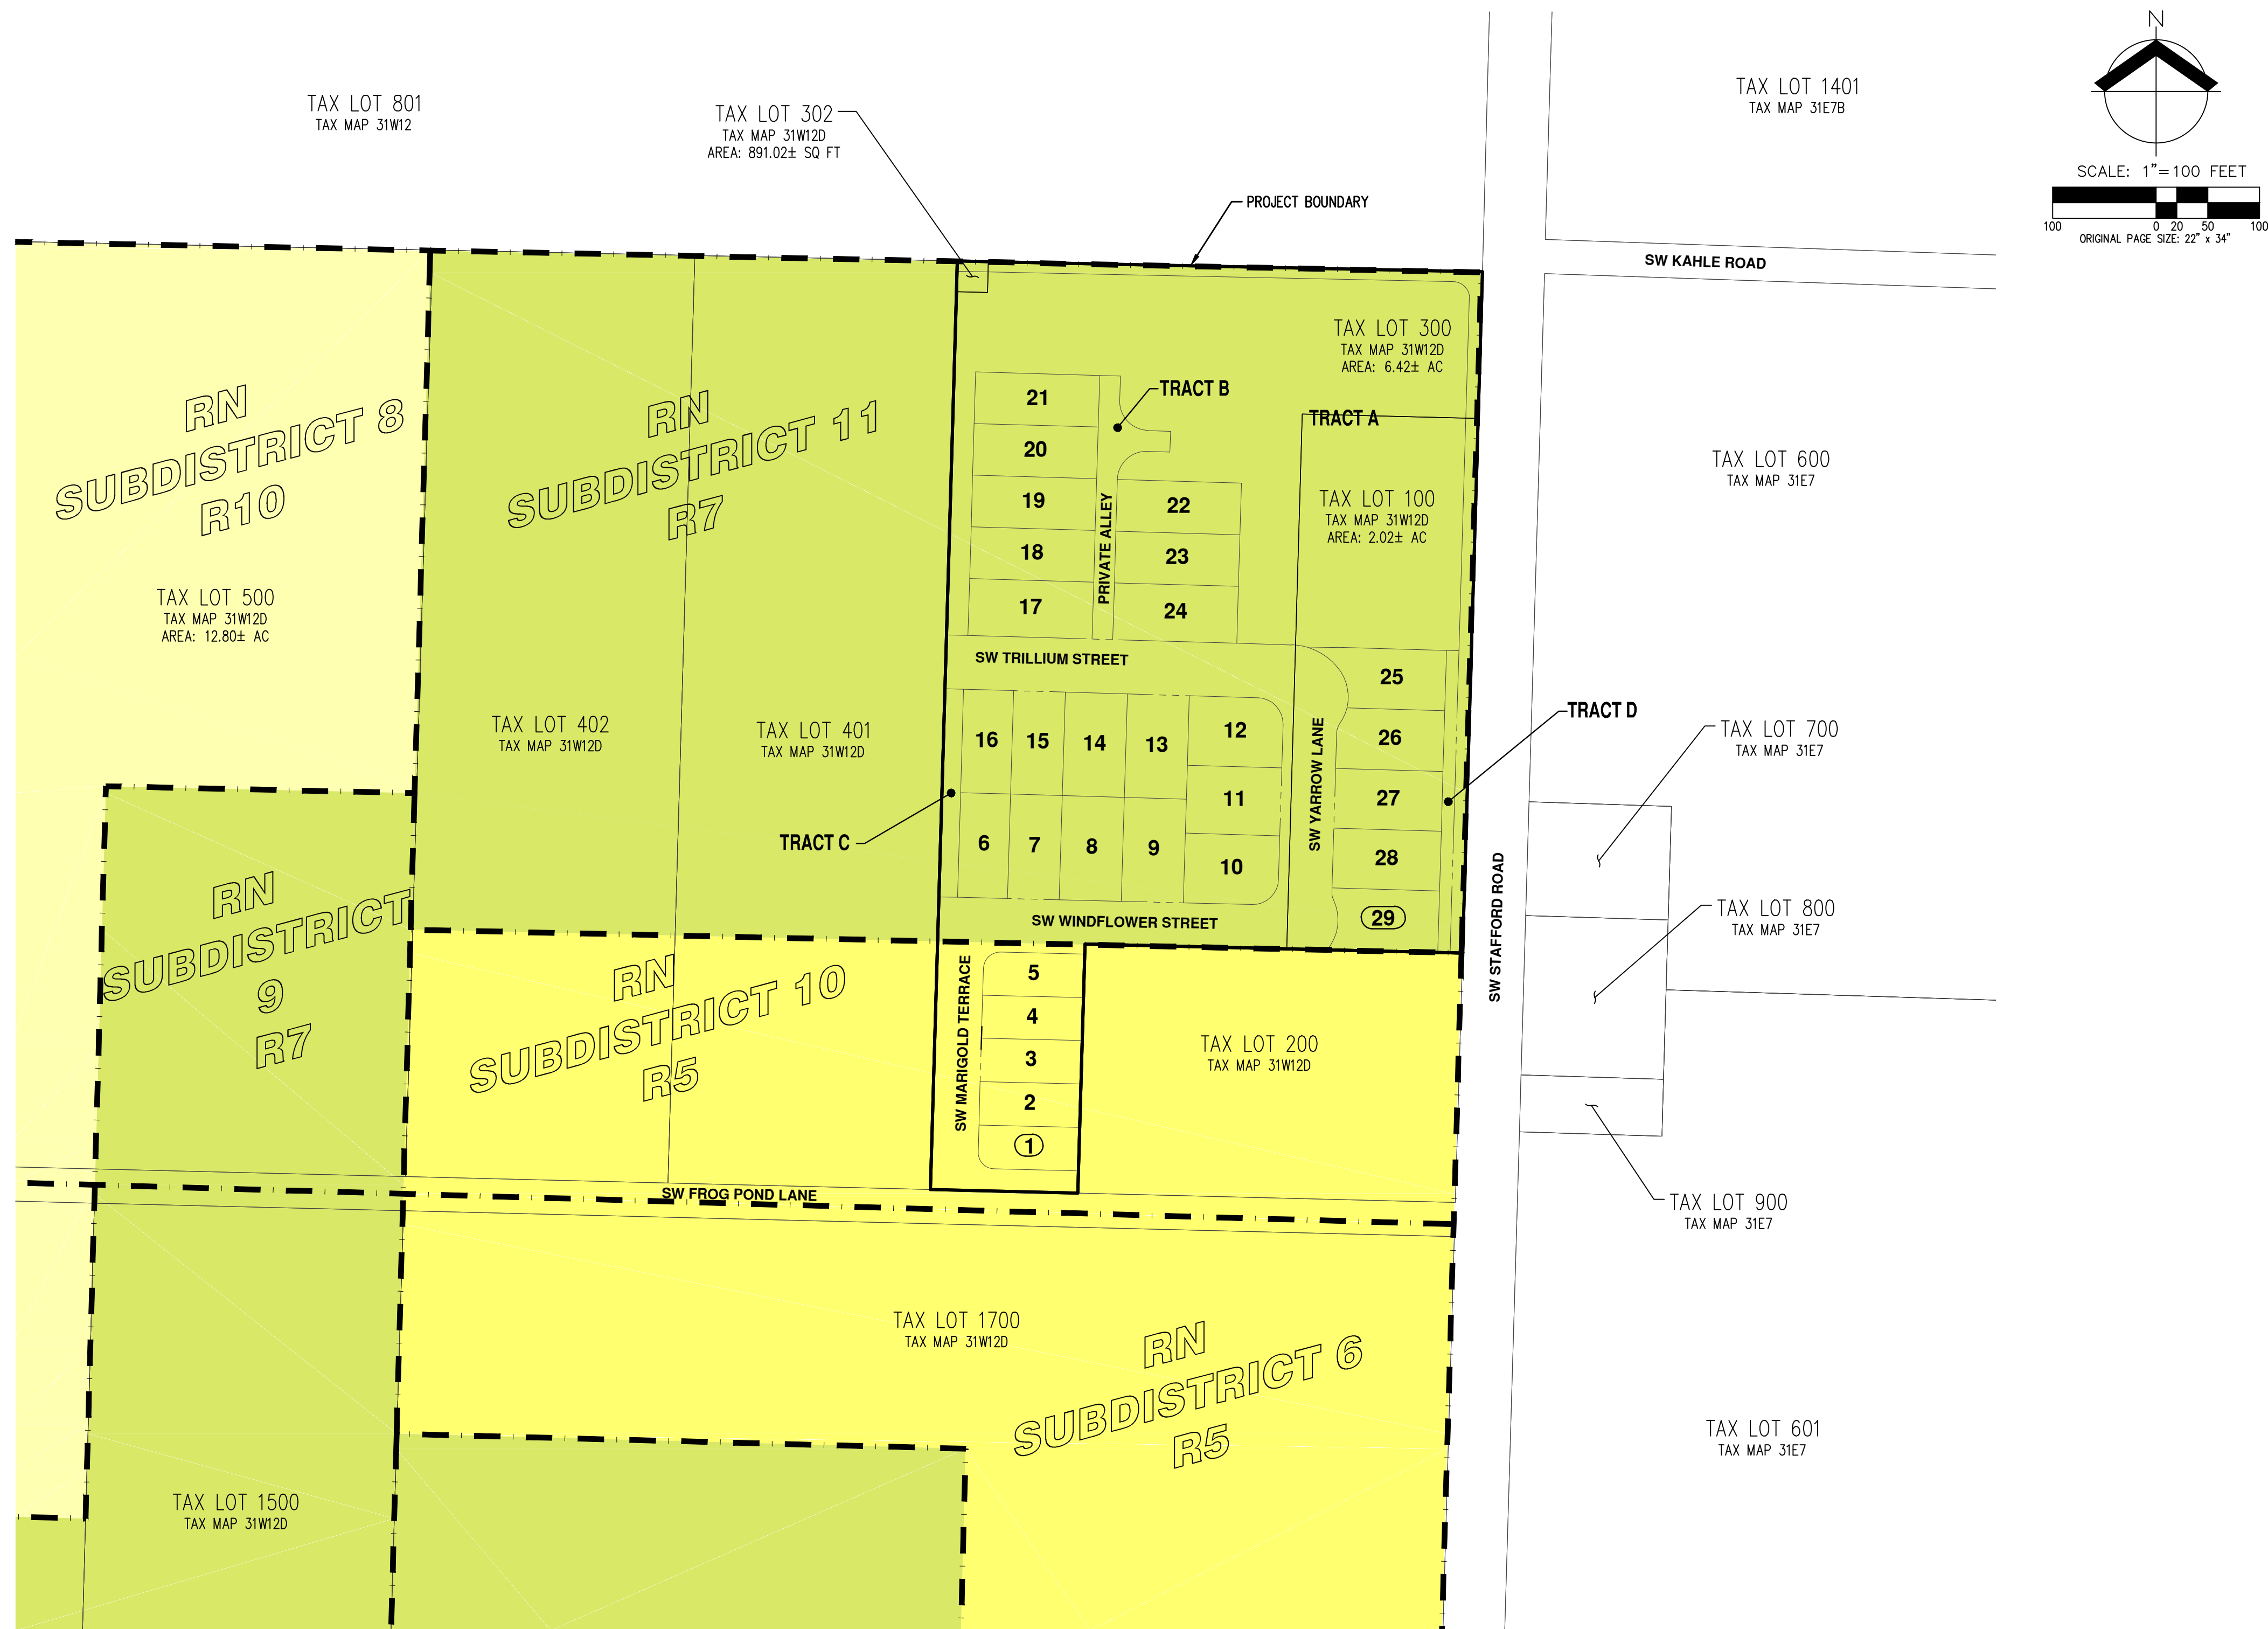 N
SCALE: 1"=100 FEET
100 0 20 50 100
ORIGINAL PAGE SIZE: 22" x 34"
TAX LOT 801
TAX MAP 31W12
TAX LOT 302
TAX MAP 31W12D
AREA: 891.02± SQ FT
TAX LOT 1401
TAX MAP 31E7B
PROJECT BOUNDARY
SW KAHLE ROAD
TAX LOT 300
TAX MAP 31W12D
AREA: 6.42± AC
RN
SUBDISTRICT 8
R10
RN
SUBDISTRICT 11
R7
21
TRACT B
TRACT A
20
19
18
17
PRIVATE ALLEY
22
23
24
TAX LOT 100
TAX MAP 31W12D
AREA: 2.02± AC
TAX LOT 600
TAX MAP 31E7
TAX LOT 500
TAX MAP 31W12D
AREA: 12.80± AC
SW TRILLIUM STREET
25
26
27
28
29
TRACT D
TAX LOT 402
TAX MAP 31W12D
TAX LOT 401
TAX MAP 31W12D
16
15
14
13
12
11
10
6
7
8
9
SW YARROW LANE
TRACT C
TAX LOT 700
TAX MAP 31E7
TAX LOT 800
TAX MAP 31E7
SW STAFFORD ROAD
SW WINDFLOWER STREET
RN
SUBDISTRICT
9
R7
RN
SUBDISTRICT 10
R5
SW MARIGOLD TERRACE
5
4
3
2
1
TAX LOT 200
TAX MAP 31W12D
TAX LOT 900
TAX MAP 31E7
SW FROG POND LANE
TAX LOT 1700
TAX MAP 31W12D
RN
SUBDISTRICT 6
R5
TAX LOT 601
TAX MAP 31E7
TAX LOT 1500
TAX MAP 31W12D